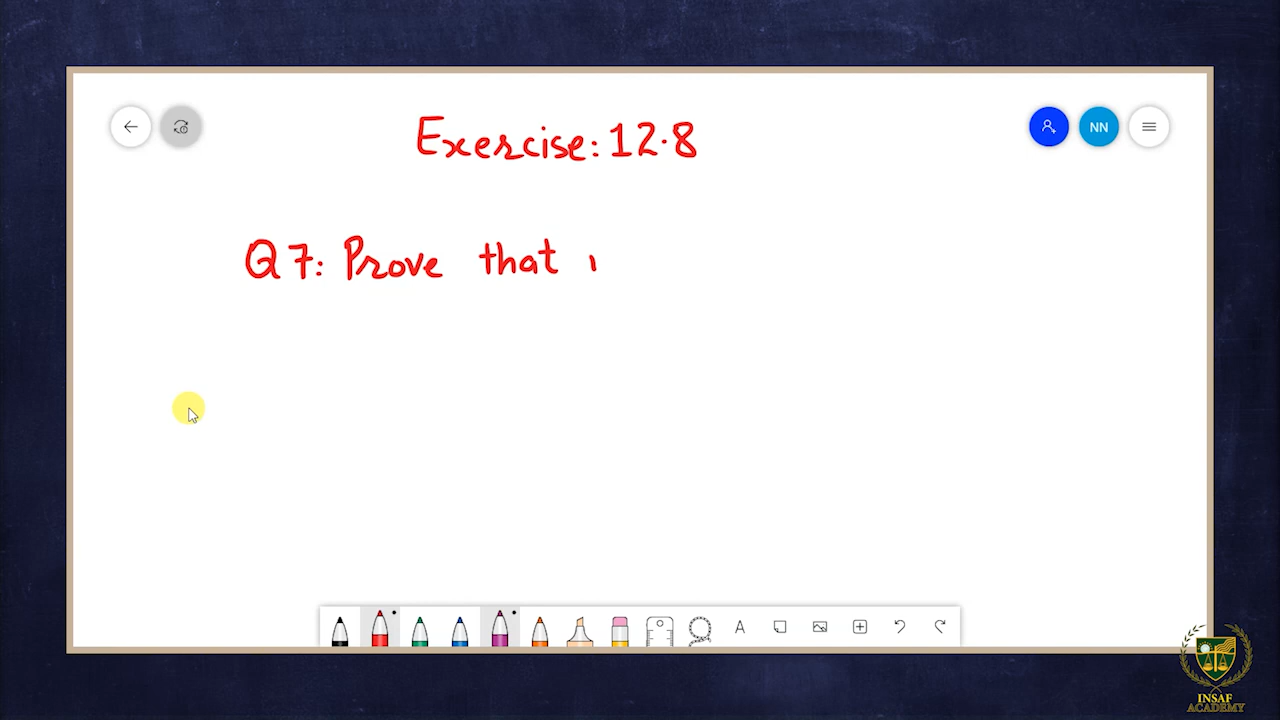 Exercise: 12.8
NN
Q7: Prove that
A
INSAF
ACADEMY